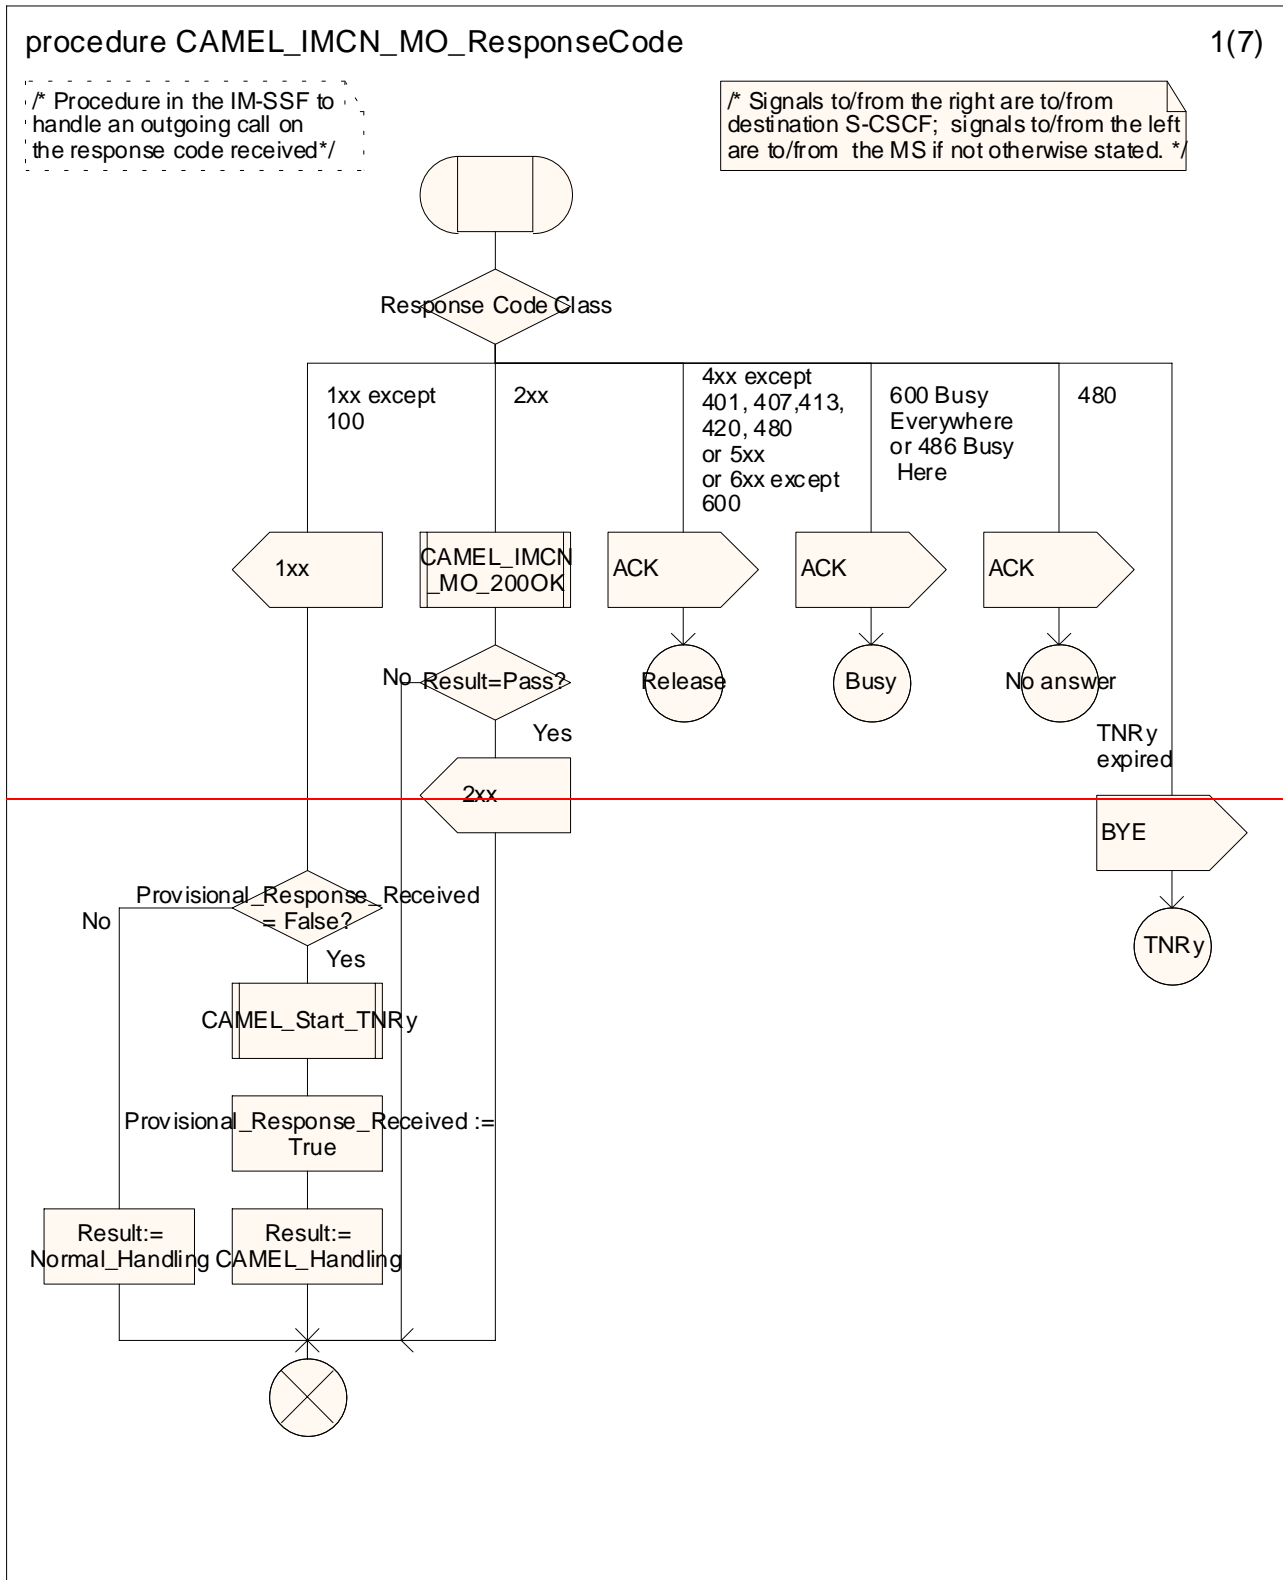 procedure CAMEL_IMCN_MO_ResponseCode
1(7)
/* Procedure in the IM-SSF to
handle an outgoing call on
the response code received*/
/* Signals to/from the right are to/from
destination S-CSCF; signals to/from the left
are to/from the MS if not otherwise stated. */
Response Code Class
1xx except
100
2xx
4xx except
401, 407,413,
420, 480
or 5xx
or 6xx except
600
600 Busy
Everywhere
or 486 Busy
Here
480
1xx
CAMEL_IMCN
_MO_200OK
ACK
ACK
ACK
No
Result=Pass?
Release
Busy
No answer
Yes
TNRy
expired
2xx
BYE
Provisional_Response_Received
= False?
No
Yes
TNRy
CAMEL_Start_TNRy
Provisional_Response_Received :=
True
Result:=
Normal_Handling
Result:=
CAMEL_Handling